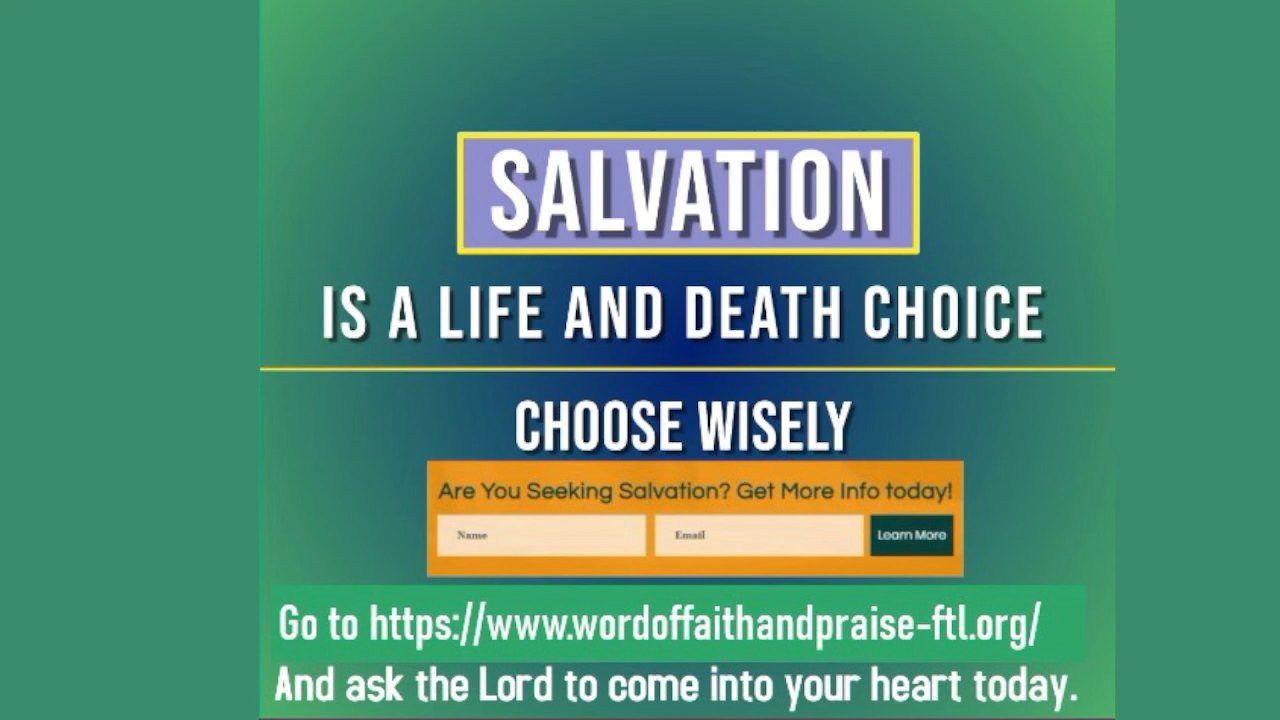 SALVATION
IS A LIFE AND DEATH CHOICE
CHOOSE WISELY
Are You Seeking Salvation? Get More Info today!
Name Email Learn More
Go to https://www.wordoffaithandpraise-ftl.org/
And ask the Lord to come into your heart today.